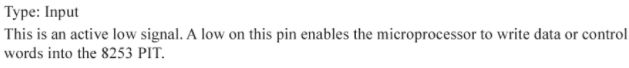 Type: Input
This is an active low signal. A low on this pin enables the microprocessor to write data or control
words into the 8253 PIT.